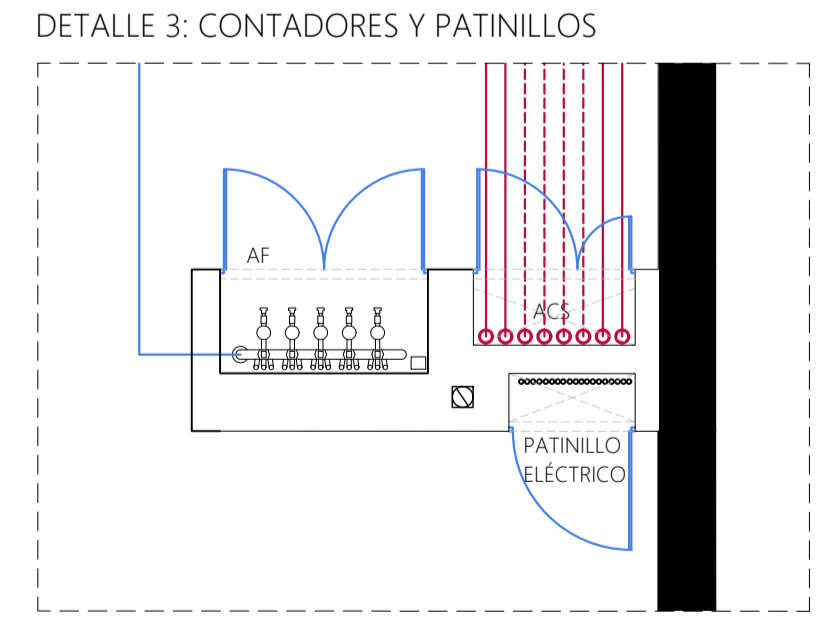 DETALLE 3: CONTADORES Y PATINILLOS
AF
ACS
PATINILLO
ELÉCTRICO